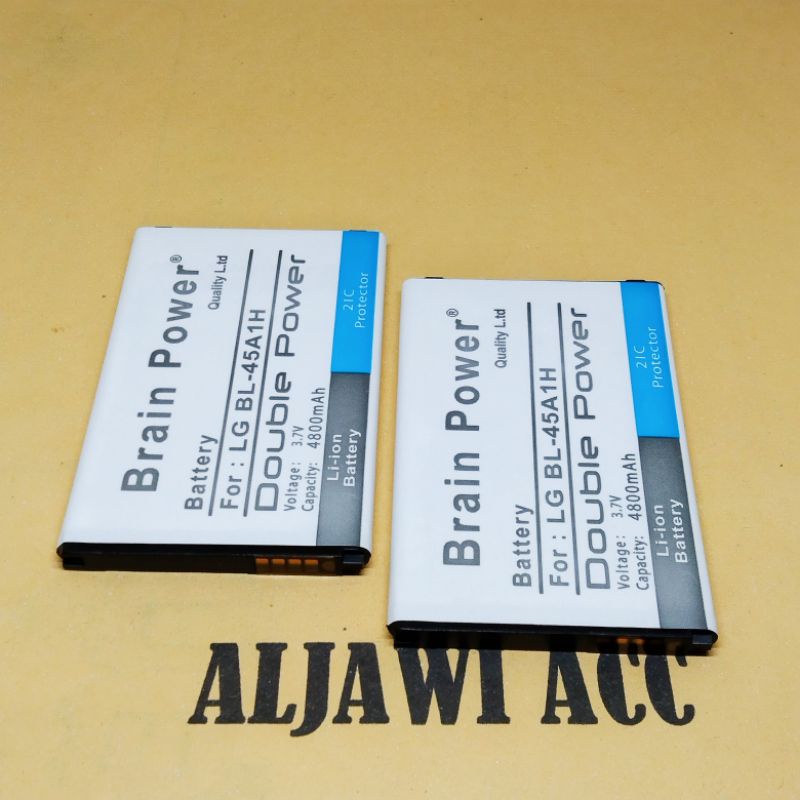 Brain Power®
Quality L.td
Battery
For : LG BL-45A1H
Double Power
Voltage: 3.7V
Capacity: 4800mAh
2IC
Protector
Li-ion
Battery
Brain Power®
Quality L.td
Battery
For : LG BL-45A1H
Double Power
Voltage: 3.7V
Capacity: 4800mAh
2IC
Protector
Li-ion
Battery
ALJAWI ACC